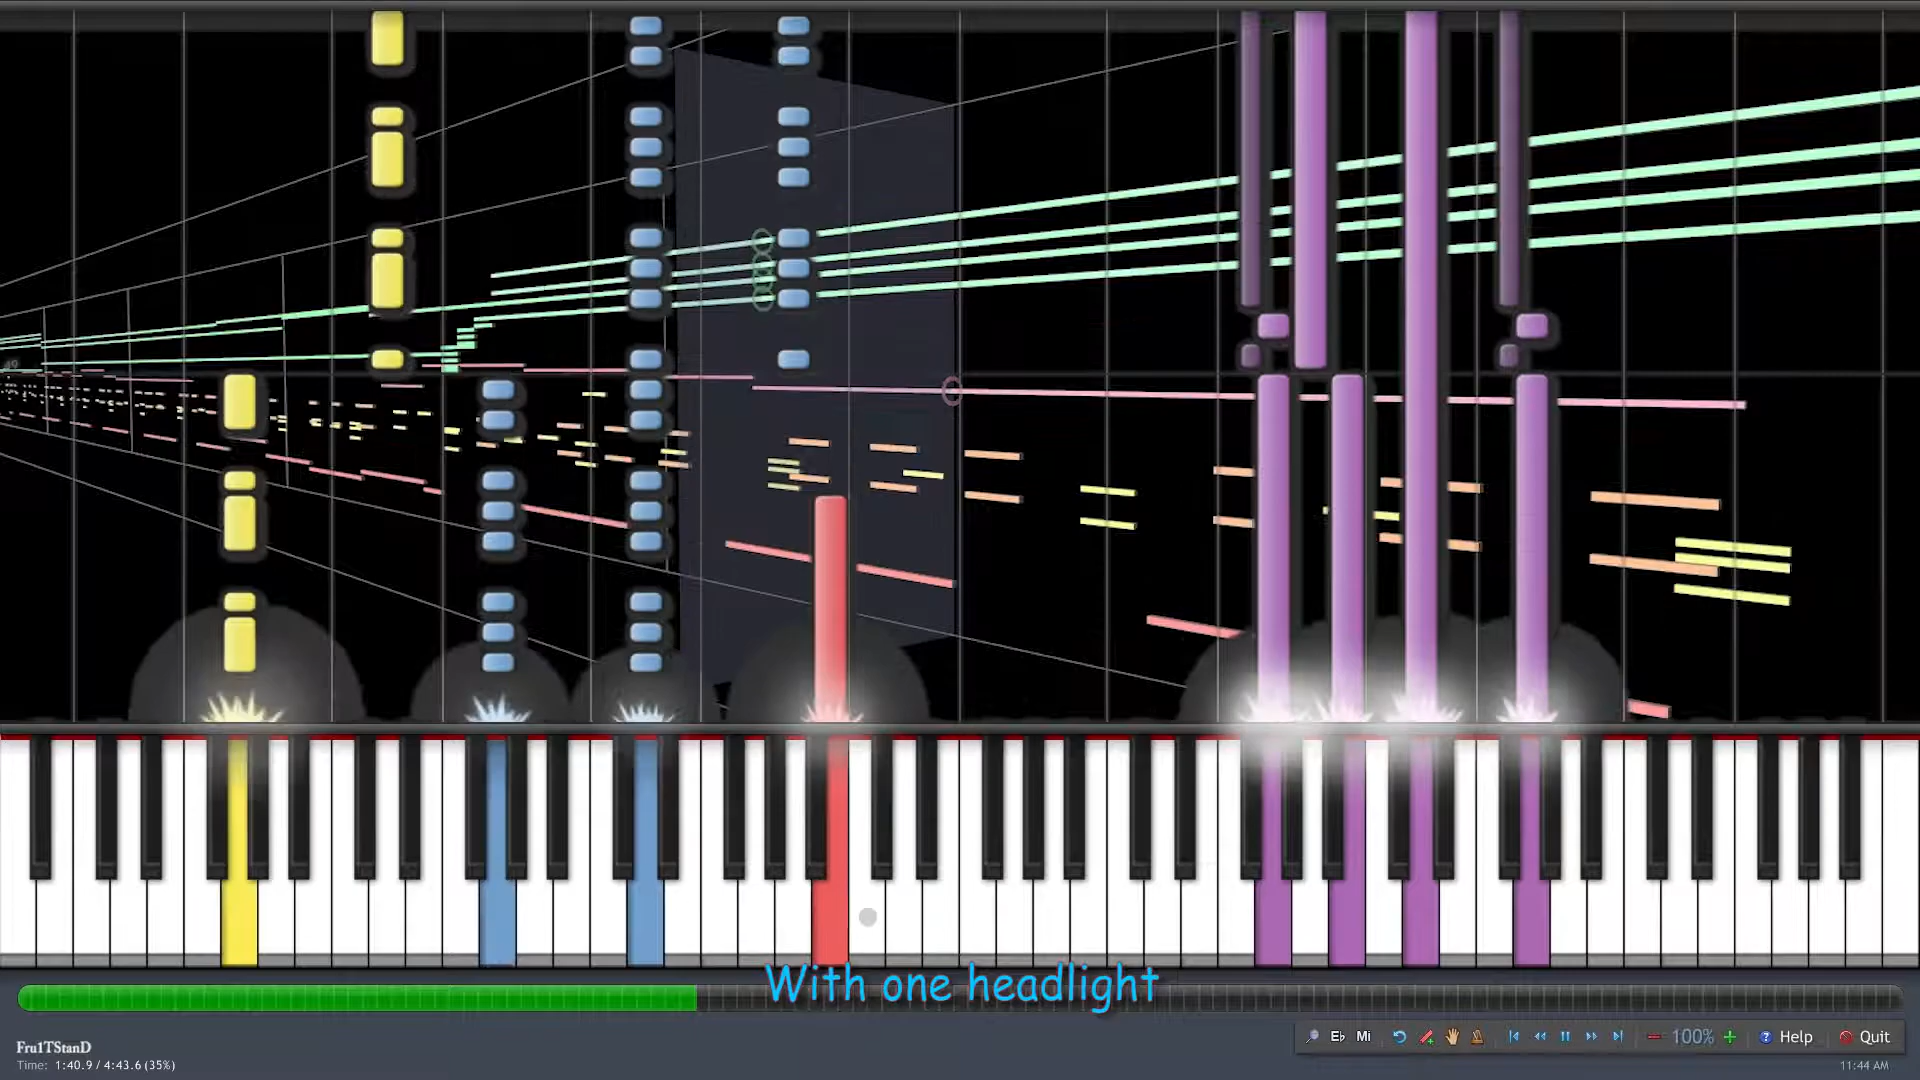 With one headlight
E♭ Mi 100% Help Quit
Fru1TStanD
Time: 1:40.9 / 4:43.6 (35%)
11:44 AM